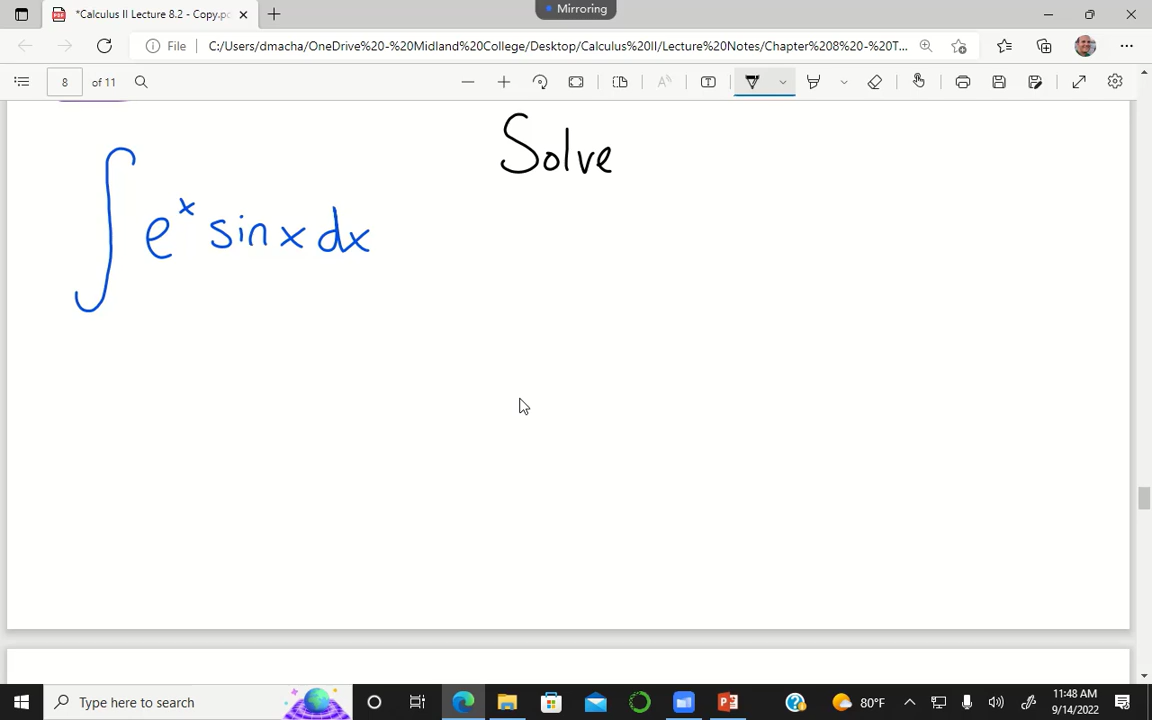 *Calculus II Lecture 8.2 - Copy.pd
Mirroring
File
C:/Users/dmacha/OneDrive%20-%20Midland%20College/Desktop/Calculus%20II/Lecture%20Notes/Chapter%208%20-%20T...
8 of 11
Solve
∫ e^x sin x dx
Type here to search
80°F
11:48 AM
9/14/2022